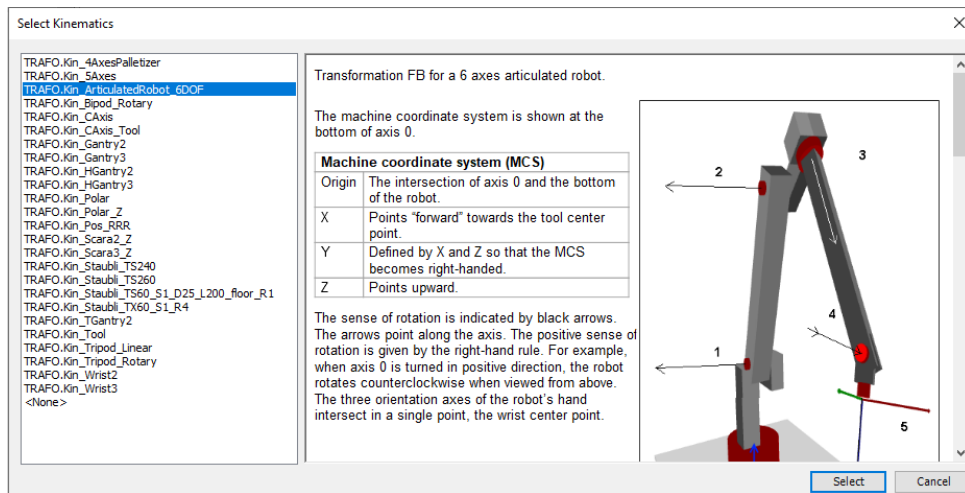 Select Kinematics
TRAFO.Kin_4AxesPalletizer
TRAFO.Kin_5Axes
TRAFO.Kin_ArticulatedRobot_6DOF
TRAFO.Kin_Bipod_Rotary
TRAFO.Kin_CAxis
TRAFO.Kin_CAxis_Tool
TRAFO.Kin_Gantry2
TRAFO.Kin_Gantry3
TRAFO.Kin_HGantry2
TRAFO.Kin_HGantry3
TRAFO.Kin_Polar
TRAFO.Kin_Polar_Z
TRAFO.Kin_Pos_RRR
TRAFO.Kin_Scara2_Z
TRAFO.Kin_Scara3_Z
TRAFO.Kin_Staubli_TS240
TRAFO.Kin_Staubli_TS260
TRAFO.Kin_Staubli_TS60_S1_D25_L200_floor_R1
TRAFO.Kin_Staubli_TX60_S1_R4
TRAFO.Kin_TGantry2
TRAFO.Kin_Tool
TRAFO.Kin_Tripod_Linear
TRAFO.Kin_Tripod_Rotary
TRAFO.Kin_Wrist2
TRAFO.Kin_Wrist3
<None>
Transformation FB for a 6 axes articulated robot.
The machine coordinate system is shown at the
bottom of axis 0.
Machine coordinate system (MCS)
Origin The intersection of axis 0 and the bottom
of the robot.
X Points “forward” towards the tool center
point.
Y Defined by X and Z so that the MCS
becomes right-handed.
Z Points upward.
The sense of rotation is indicated by black arrows.
The arrows point along the axis. The positive sense of
rotation is given by the right-hand rule. For example,
when axis 0 is turned in positive direction, the robot
rotates counterclockwise when viewed from above.
The three orientation axes of the robot’s hand
intersect in a single point, the wrist center point.
3
2
4
1
5
Select Cancel